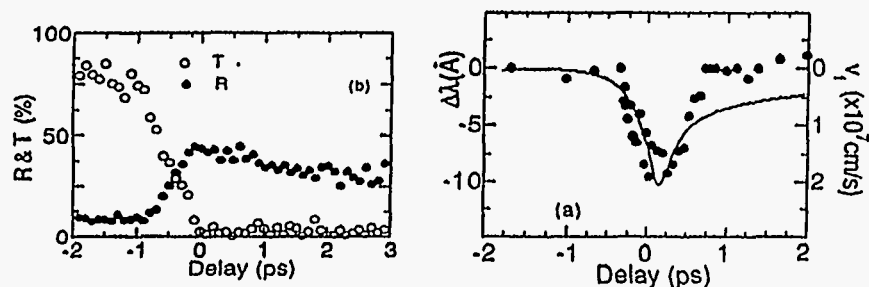 100
50
0
R&T (%)
T
R
(b)
-2 -1 0 1 2 3
Delay (ps)
0
-5
-10
Δλ(Å)
(a)
0
1
2
V₁ (x10⁷cm/s)
-2 -1 0 1 2
Delay (ps)